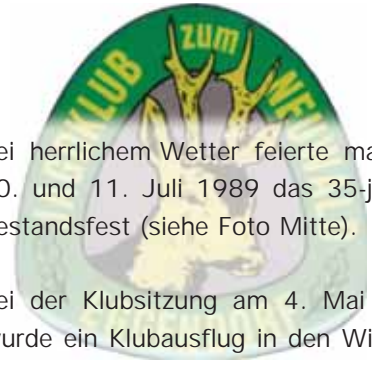 zum
ei herrlichem Wetter feierte ma
0. und 11. Juli 1989 das 35-j
estandsfest (siehe Foto Mitte).
ei der Klubsitzung am 4. Mai
urde ein Klubausflug in den Wi